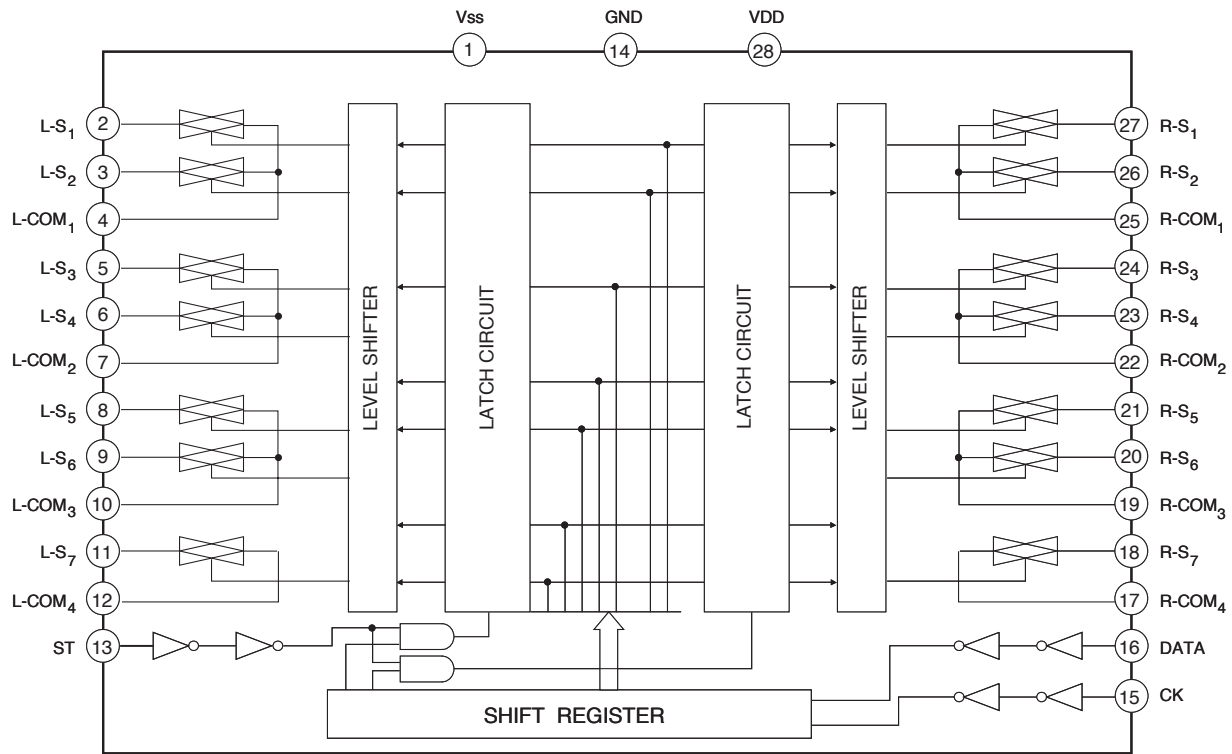 Vss GND VDD
1 14 28
L-S1 2
L-S2 3
L-COM1 4
L-S3 5
L-S4 6
L-COM2 7
L-S5 8
L-S6 9
L-COM3 10
L-S7 11
L-COM4 12
ST 13
LEVEL SHIFTER
LATCH CIRCUIT
LATCH CIRCUIT
LEVEL SHIFTER
27 R-S1
26 R-S2
25 R-COM1
24 R-S3
23 R-S4
22 R-COM2
21 R-S5
20 R-S6
19 R-COM3
18 R-S7
17 R-COM4
16 DATA
15 CK
SHIFT REGISTER